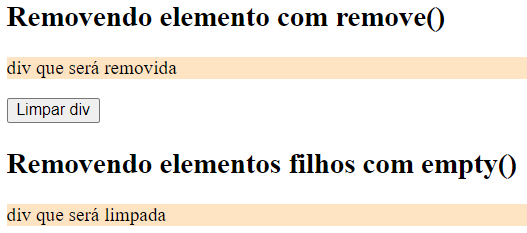 Removendo elemento com remove()
div que será removida
Limpar div
Removendo elementos filhos com empty()
div que será limpada